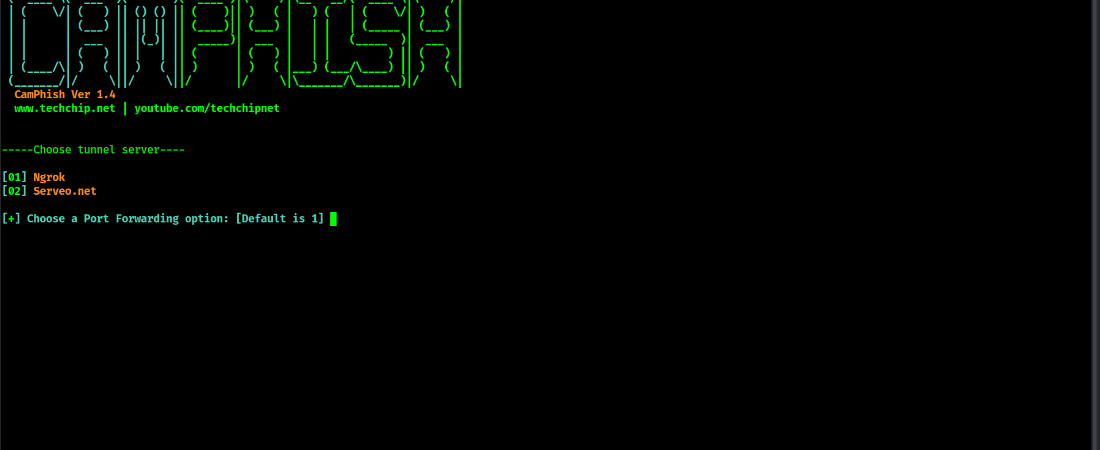 CAMPHISH
CamPhish Ver 1.4
www.techchip.net | youtube.com/techchipnet
-----Choose tunnel server----
[01] Ngrok
[02] Serveo.net
[+] Choose a Port Forwarding option: [Default is 1]